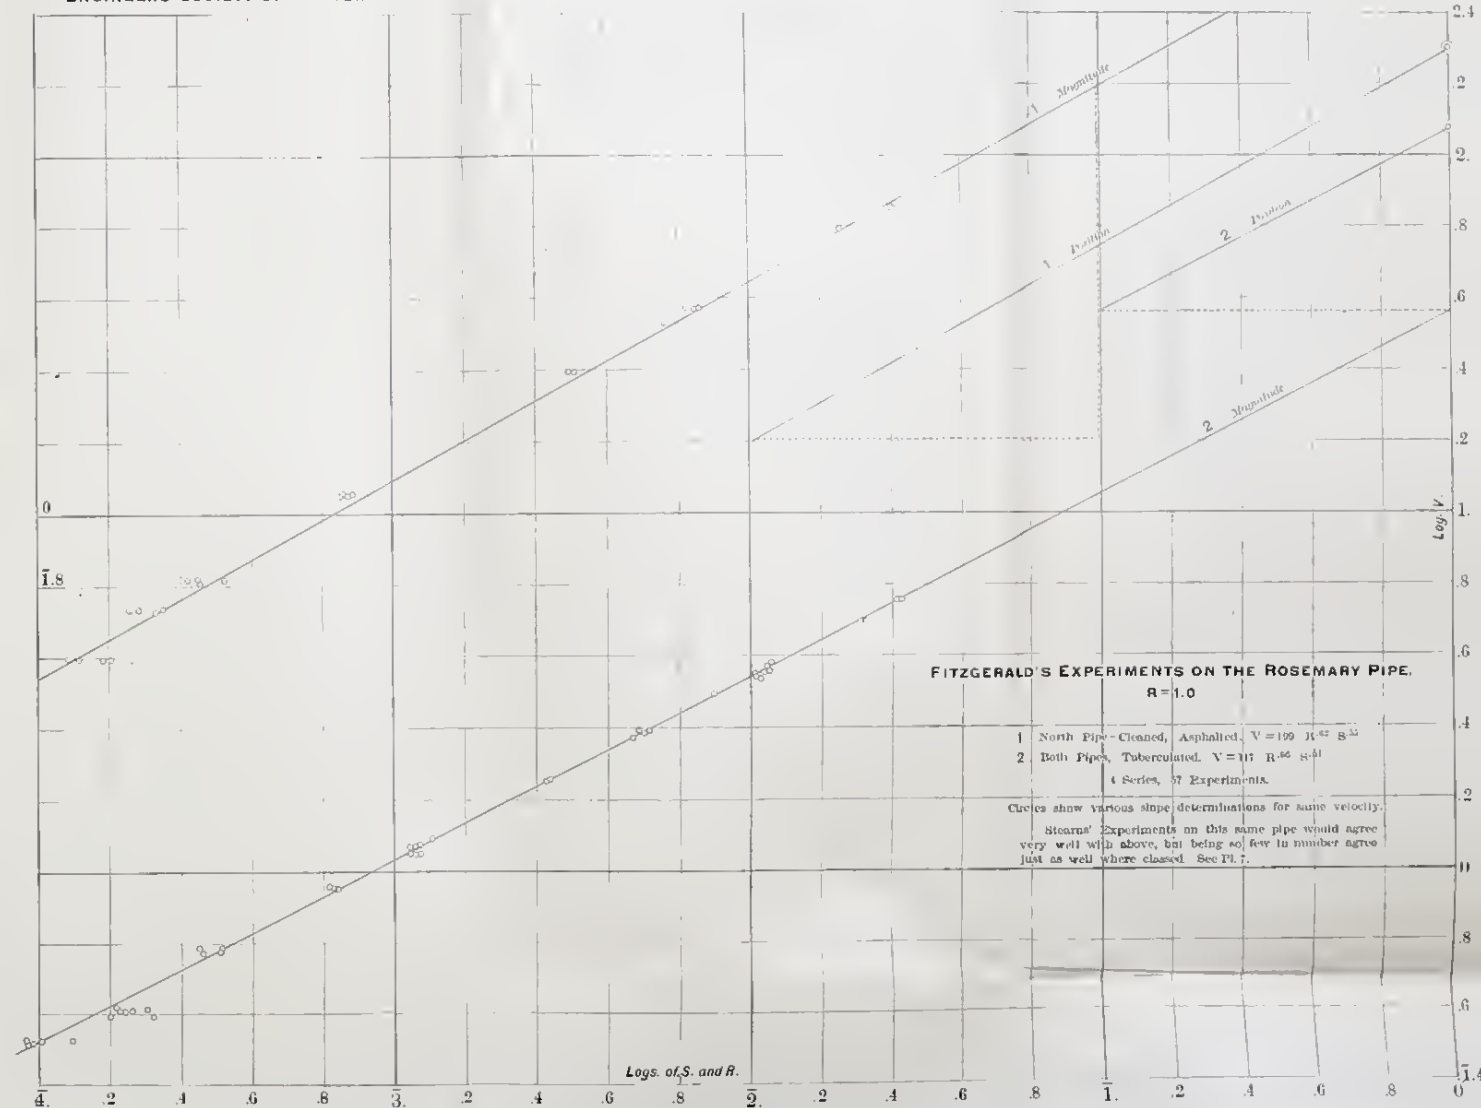 2.4
.2
2.
.8
.6
.4
.2
1.
.8
.6
.4
.2
0
.8
.6
1.4
1 Magnitude
1 Position
2 Position
2 Magnitude
0
1̄.8
Log. V.
FITZGERALD'S EXPERIMENTS ON THE ROSEMARY PIPE.
R=1.0
1 North Pipe-Cleaned, Asphalted.
2 Both Pipes, Tuberculated.
4 Series, 57 Experiments.
Circles show various slope determinations for same velocity.
Stearns' Experiments on this same pipe would agree
very well with above, but being so few in number agree
just as well where classed See Pl. 7.
Logs. of S. and R.
4̄. .2 .4 .6 .8 3̄. .2 .4 .6 .8 2̄. .2 .4 .6 .8 1̄. .2 .4 .6 .8 0